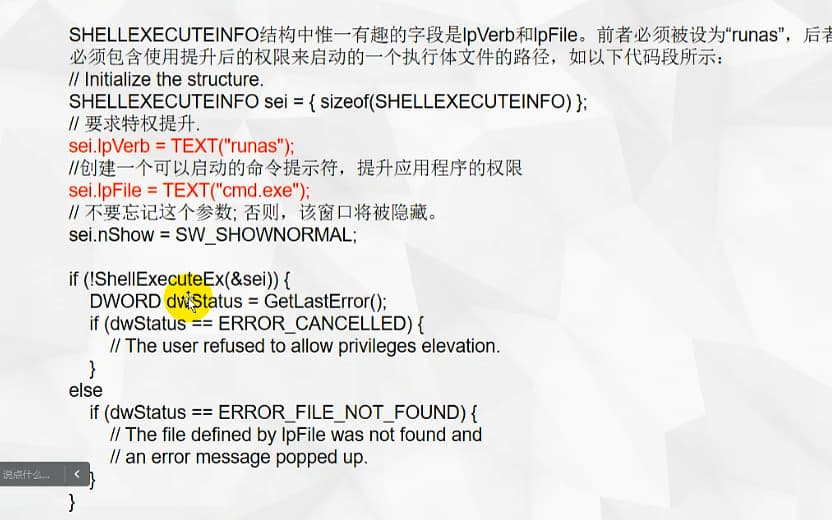 SHELLEXECUTEINFO结构中惟一有趣的字段是lpVerb和lpFile。前者必须被设为“runas”，后者
必须包含使用提升后的权限来启动的一个执行体文件的路径，如以下代码段所示：
// Initialize the structure.
SHELLEXECUTEINFO sei = { sizeof(SHELLEXECUTEINFO) };
// 要求特权提升.
sei.lpVerb = TEXT("runas");
//创建一个可以启动的命令提示符，提升应用程序的权限
sei.lpFile = TEXT("cmd.exe");
// 不要忘记这个参数; 否则，该窗口将被隐藏。
sei.nShow = SW_SHOWNORMAL;
if (!ShellExecuteEx(&sei)) {
DWORD dwStatus = GetLastError();
if (dwStatus == ERROR_CANCELLED) {
// The user refused to allow privileges elevation.
}
else
if (dwStatus == ERROR_FILE_NOT_FOUND) {
// The file defined by lpFile was not found and
// an error message popped up.
说点什么...
}
}